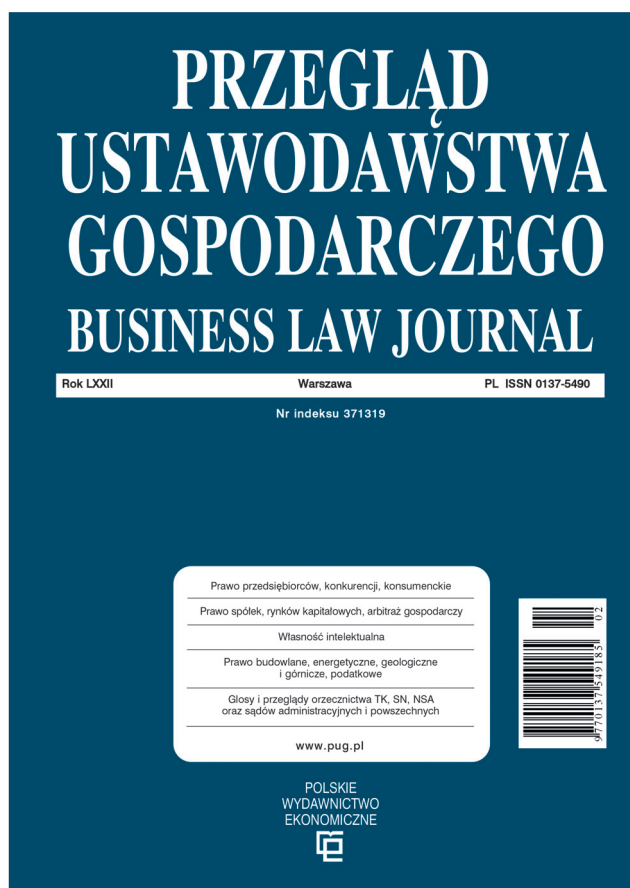 PRZEGLĄD
USTAWODAWSTWA
GOSPODARCZEGO
BUSINESS LAW JOURNAL
Rok LXXII Warszawa PL ISSN 0137-5490
Nr indeksu 371319
Prawo przedsiębiorców, konkurencji, konsumenckie
Prawo spółek, rynków kapitałowych, arbitraż gospodarczy
Własność intelektualna
Prawo budowlane, energetyczne, geologiczne
i górnicze, podatkowe
Glosy i przeglądy orzecznictwa TK, SN, NSA
oraz sądów administracyjnych i powszechnych
www.pug.pl
02
9770137549185
POLSKIE
WYDAWNICTWO
EKONOMICZNE